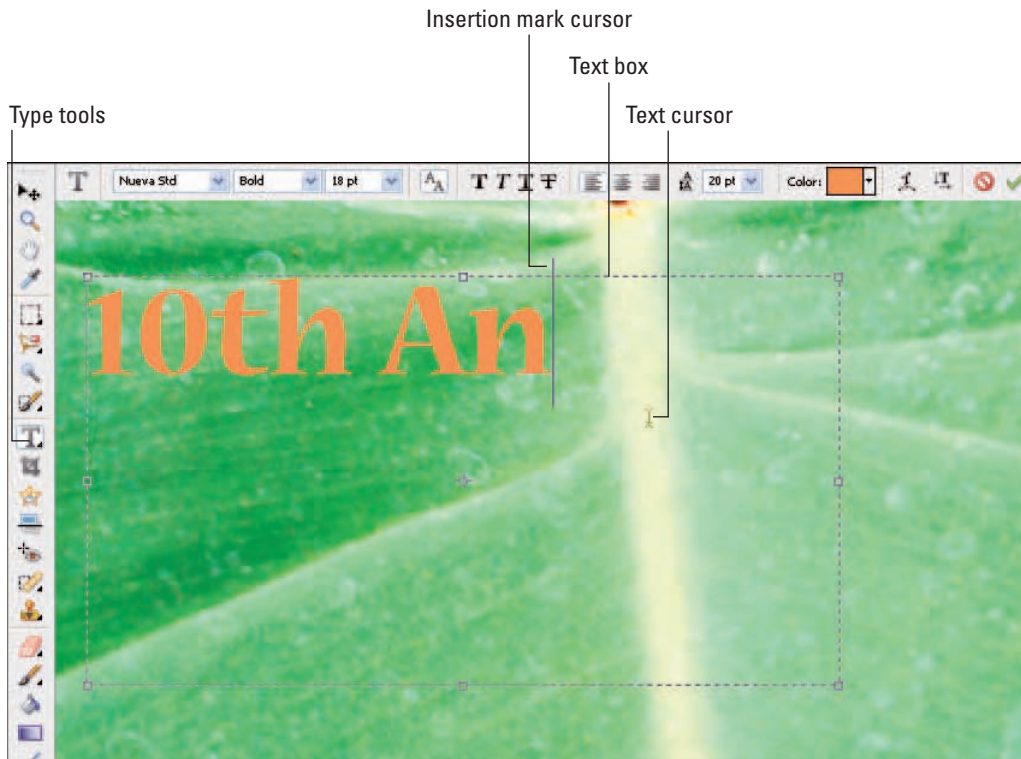 Insertion mark cursor
Text box
Type tools
Text cursor
T Nueva Std Bold 18 pt AA T T T T 20 pt Color: T
10th An
T